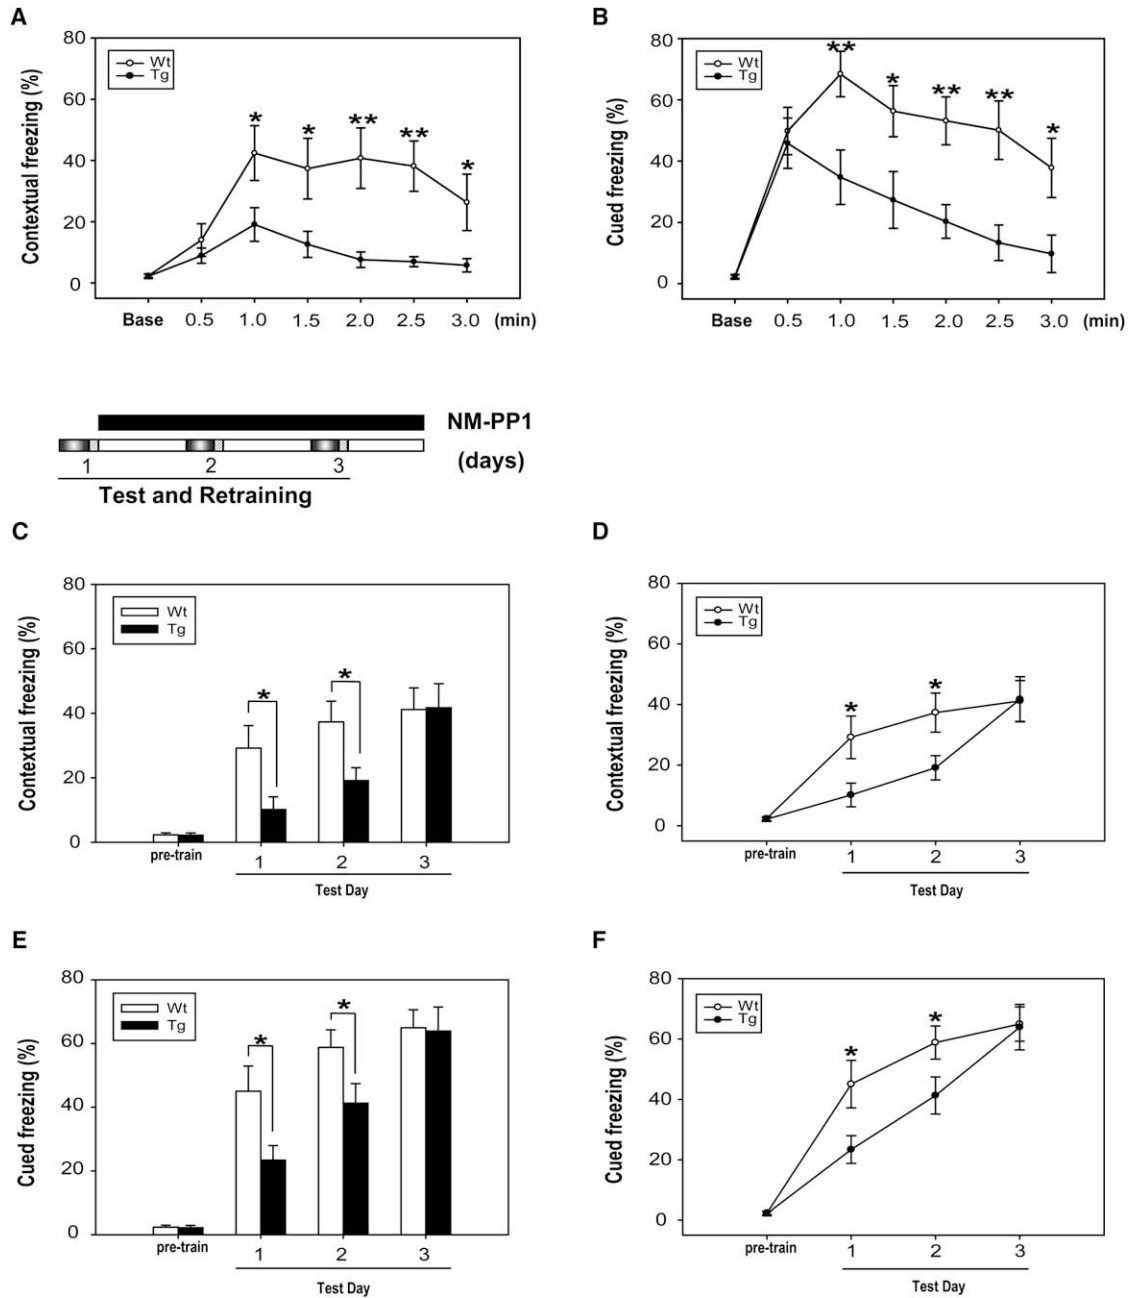 A
80
60
40
20
0
Contextual freezing (%)
Wt
Tg
*
*
**
**
*
Base 0.5 1.0 1.5 2.0 2.5 3.0 (min)
B
80
60
40
20
0
Cued freezing (%)
Wt
Tg
**
*
**
**
*
Base 0.5 1.0 1.5 2.0 2.5 3.0 (min)
NM-PP1
1 2 3 (days)
Test and Retraining
C
80
60
40
20
0
Contextual freezing (%)
Wt
Tg
*
*
pre-train 1 2 3
Test Day
D
80
60
40
20
0
Contextual freezing (%)
Wt
Tg
*
*
pre-train 1 2 3
Test Day
E
80
60
40
20
0
Cued freezing (%)
Wt
Tg
*
*
pre-train 1 2 3
Test Day
F
80
60
40
20
0
Cued freezing (%)
Wt
Tg
*
*
pre-train 1 2 3
Test Day